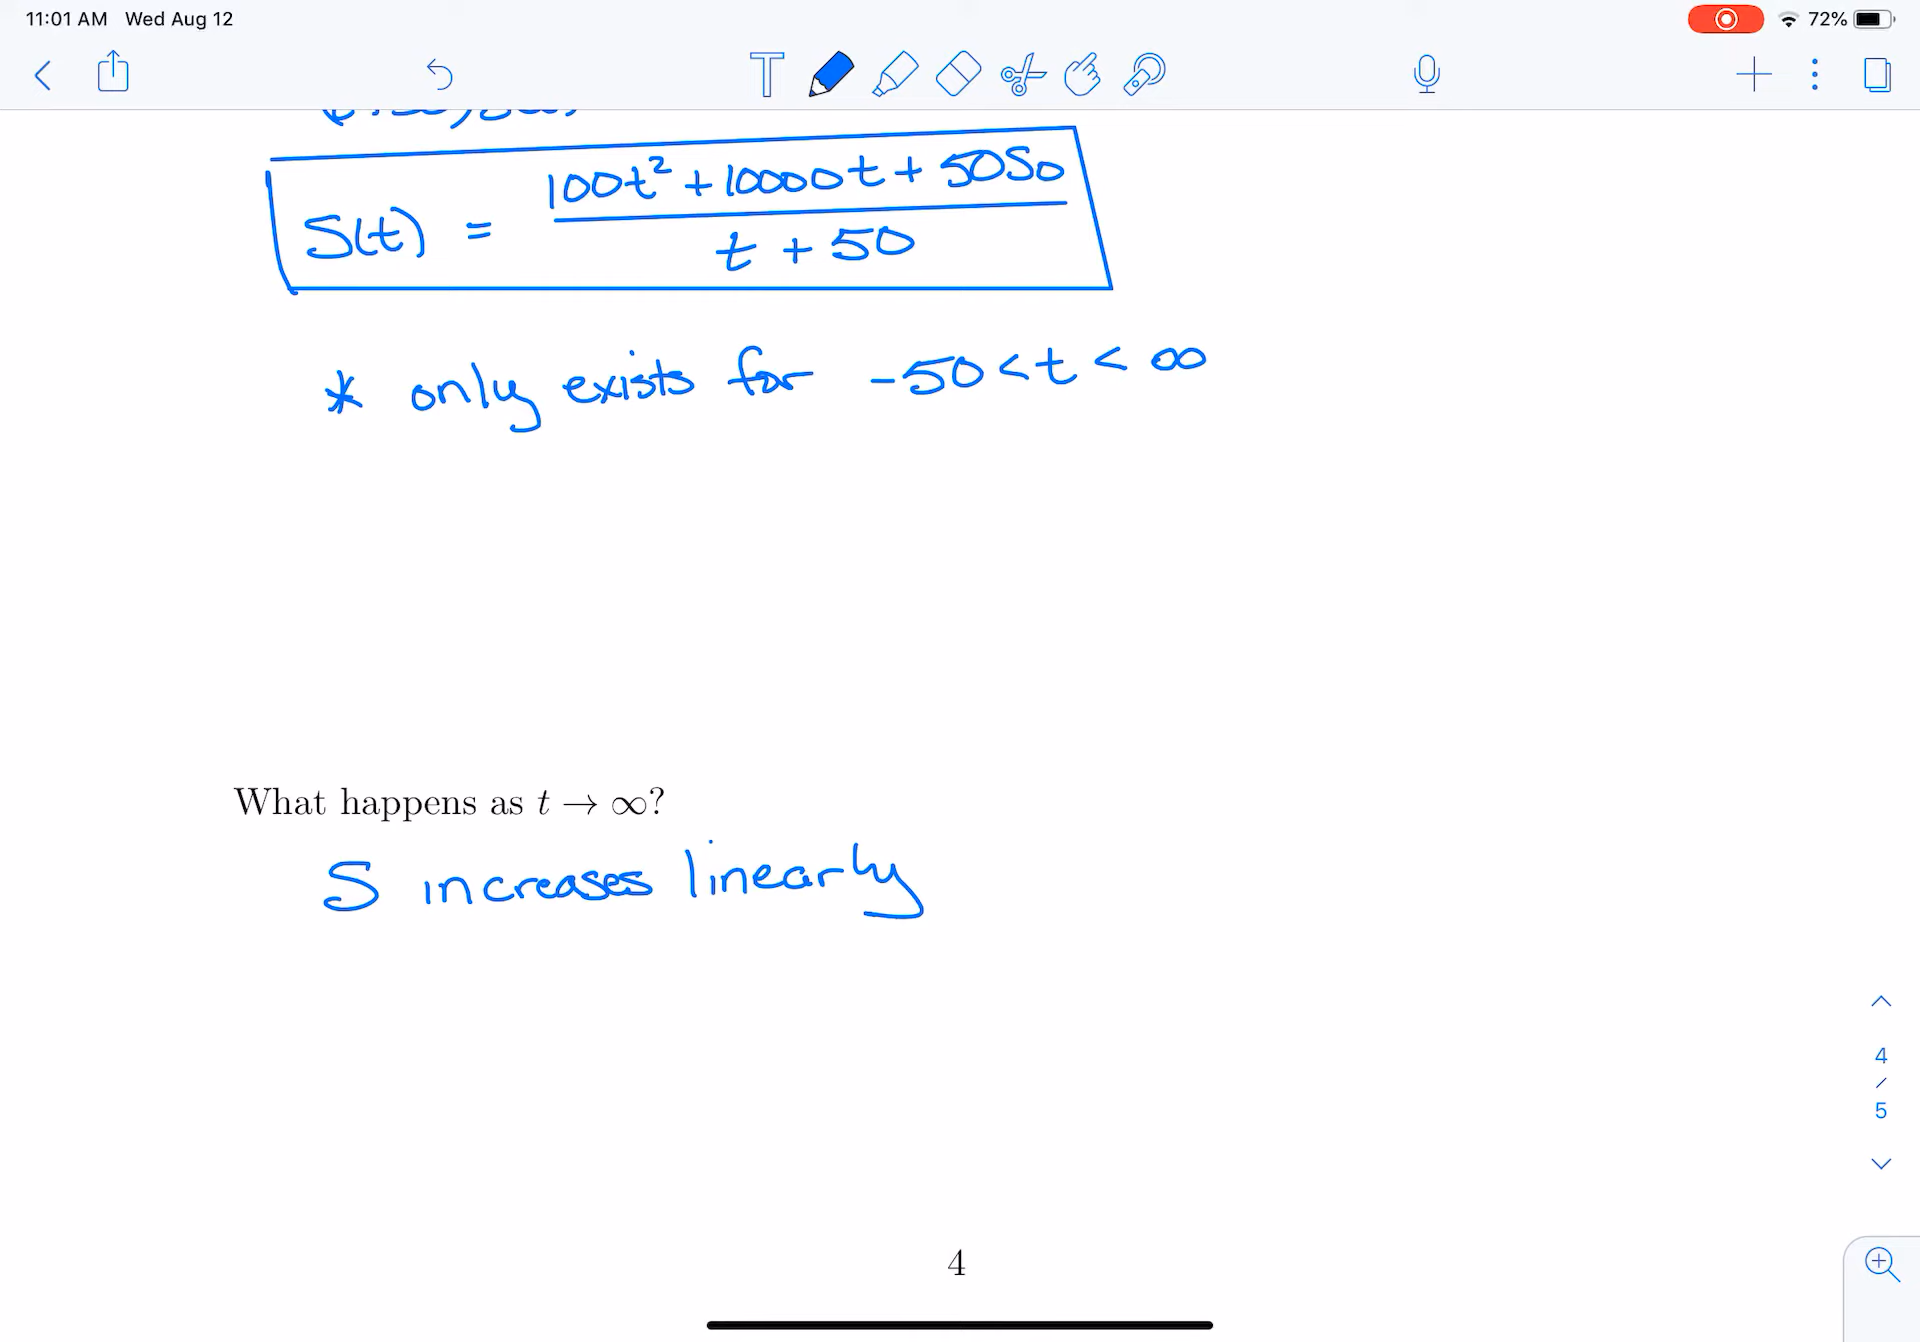 11:01 AM Wed Aug 12 72%
S(t) = (100t² + 10000t + 50S₀) / (t + 50)
* only exists for -50 < t < ∞
What happens as t → ∞?
S increases linearly
4
/
5
4